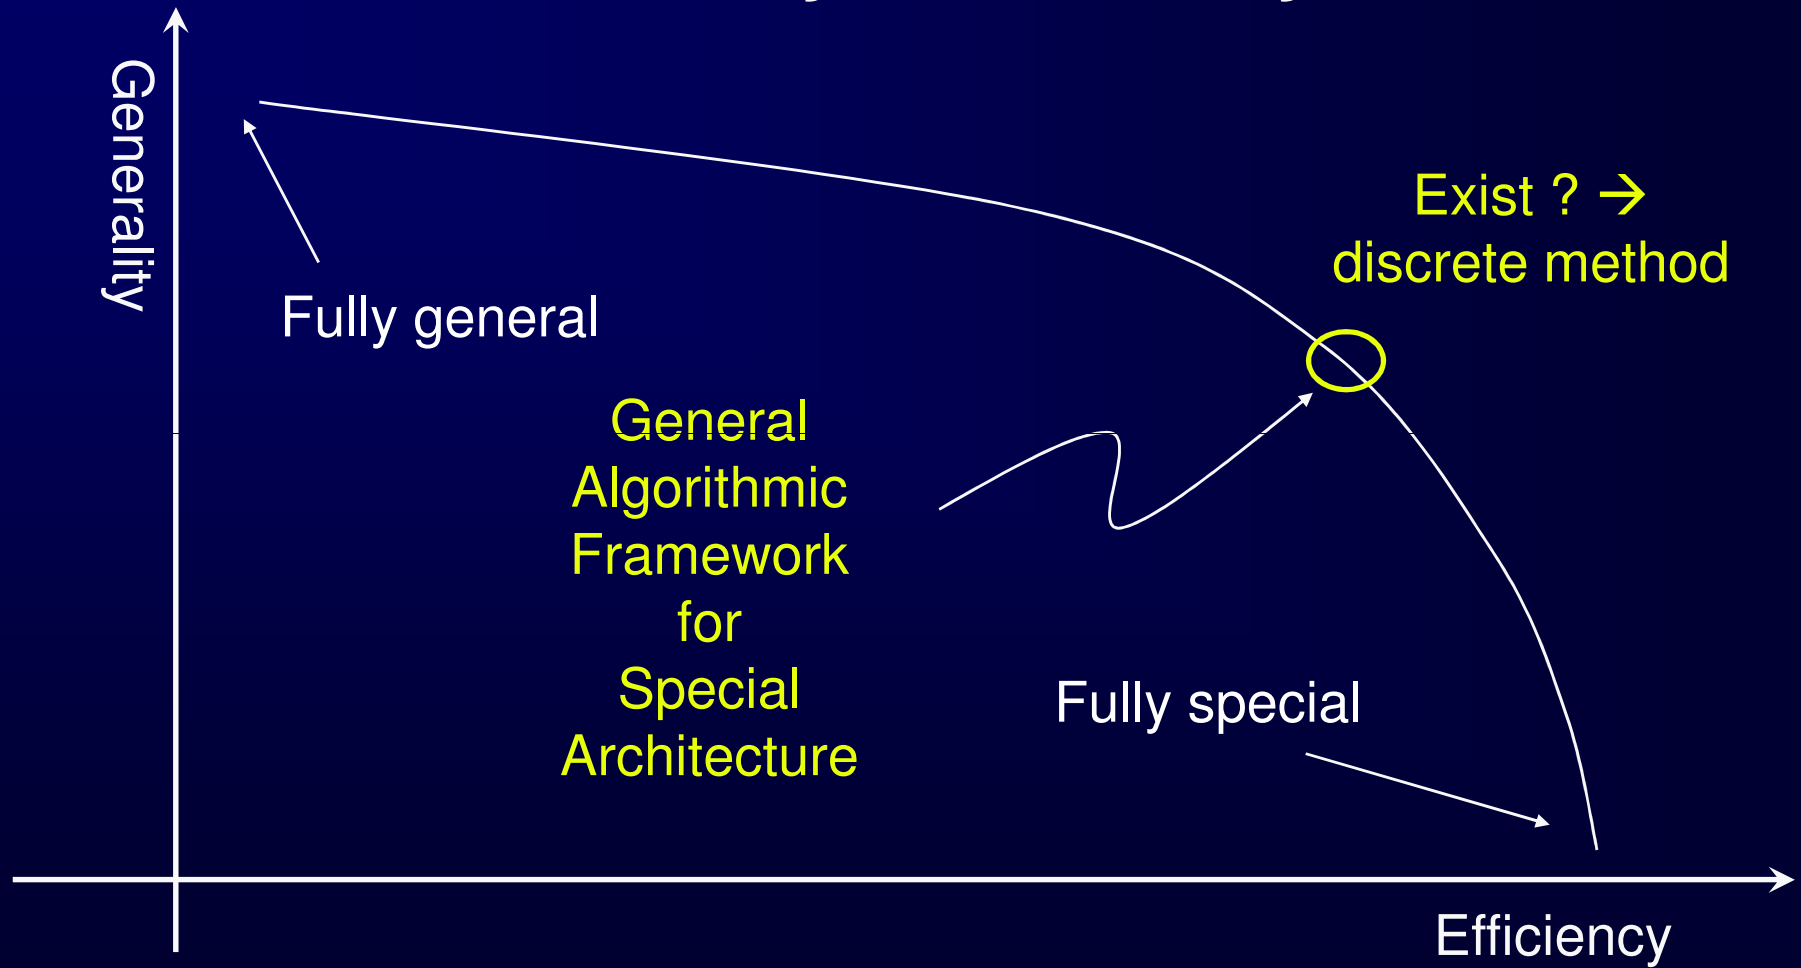 Generality
Exist ? →
discrete method
Fully general
General
Algorithmic
Framework
for
Special
Architecture
Fully special
Efficiency